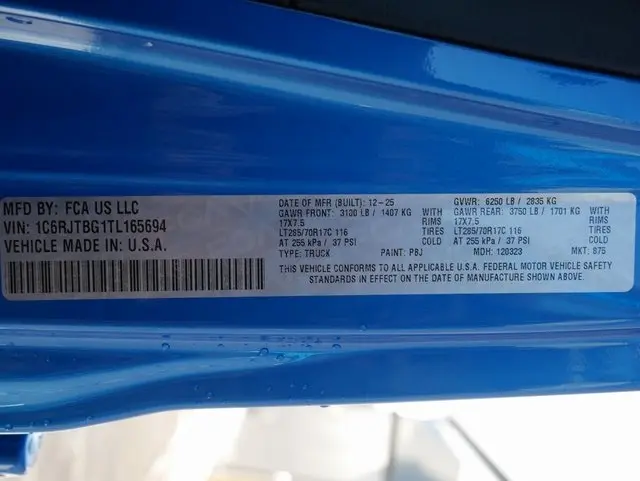 MFD BY: FCA US LLC
VIN: 1C6RJTBG1TL165694
VEHICLE MADE IN: U.S.A.
DATE OF MFR (BUILT): 12-25
GAWR FRONT: 3100 LB / 1407 KG WITH
17X7.5 RIMS
LT285/70R17C 116 TIRES
AT 255 kPa / 37 PSI COLD
TYPE: TRUCK PAINT: PBJ
GVWR: 6250 LB / 2835 KG
GAWR REAR: 3750 LB / 1701 KG WITH
17X7.5 RIMS
LT285/70R17C 116 TIRES
AT 255 kPa / 37 PSI COLD
MDH: 120323 MKT: 875
THIS VEHICLE CONFORMS TO ALL APPLICABLE U.S.A. FEDERAL MOTOR VEHICLE SAFETY
STANDARDS IN EFFECT ON THE DATE OF MANUFACTURE SHOWN ABOVE.